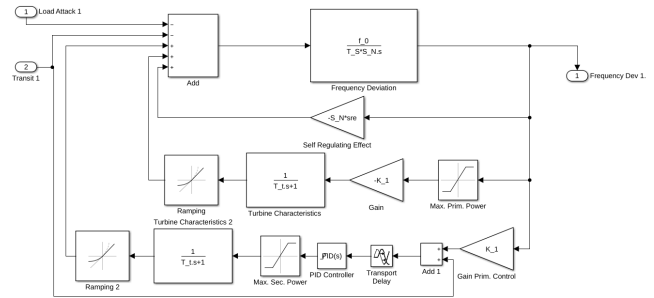 1
Load Attack 1
2
Transit 1
−
−
+
+
+
Add
f_0
T_S*S_N.s
Frequency Deviation
1
Frequency Dev 1.
-S_N*sre
Self Regulating Effect
Ramping
1
T_t.s+1
Turbine Characteristics
-K_1
Gain
Max. Prim. Power
Ramping 2
Turbine Characteristics 2
1
T_t.s+1
Max. Sec. Power
PID(s)
PID Controller
Transport
Delay
+
+
Add 1
K_1
Gain Prim. Control